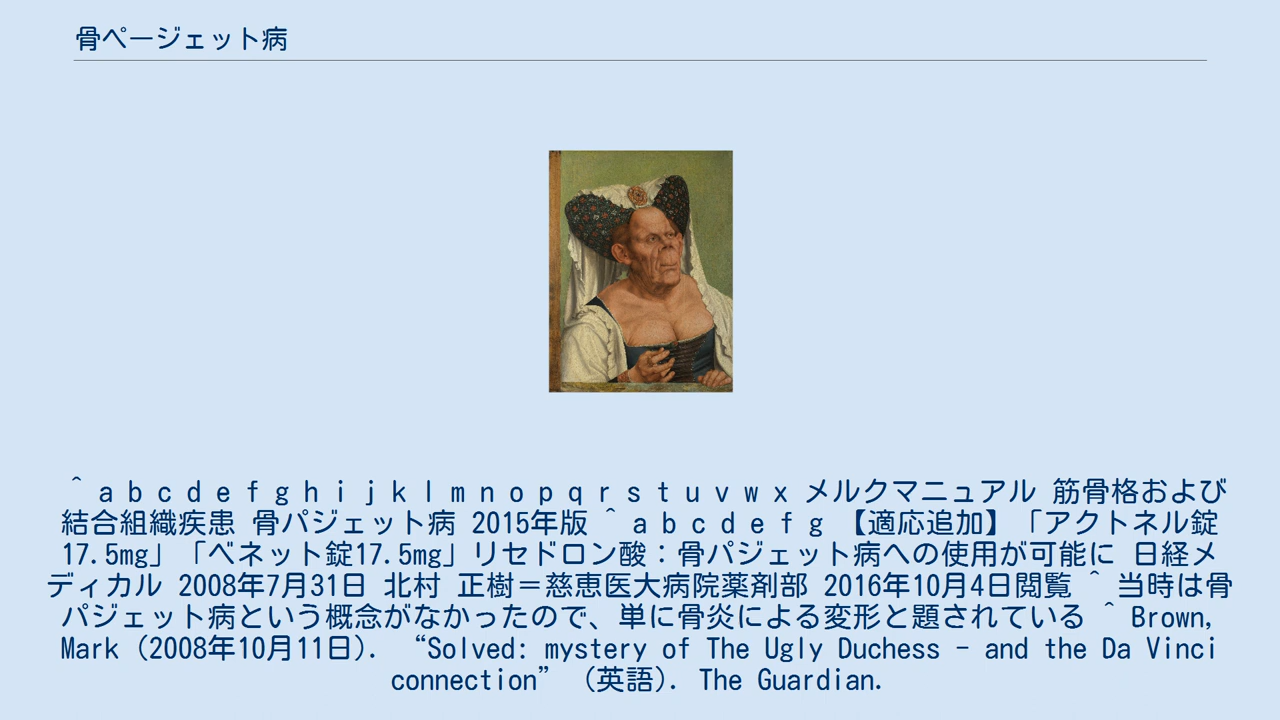 骨ページェット病
^ a b c d e f g h i j k l m n o p q r s t u v w x メルクマニュアル 筋骨格および
結合組織疾患 骨パジェット病 2015年版 ^ a b c d e f g 【適応追加】 「アクトネル錠
17.5mg」「ベネット錠17.5mg」リセドロン酸：骨パジェット病への使用が可能に 日経メ
ディカル 2008年7月31日 北村 正樹＝慈恵医大病院薬剤部 2016年10月4日閲覧 ^ 当時は骨
パジェット病という概念がなかったので、単に骨炎による変形と題されている ^ Brown,
Mark (2008年10月11日). “Solved: mystery of The Ugly Duchess – and the Da Vinci
connection” （英語). The Guardian.